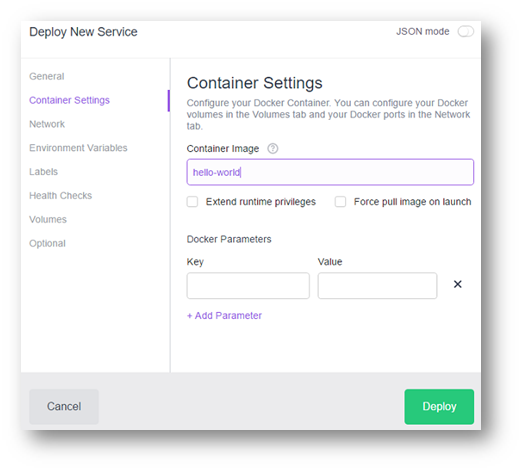 Deploy New Service
JSON mode
General
Container Settings
Network
Environment Variables
Labels
Health Checks
Volumes
Optional
Container Settings
Configure your Docker Container. You can configure your Docker
volumes in the Volumes tab and your Docker ports in the Network
tab.
Container Image ?
hello-world
Extend runtime privileges
Force pull image on launch
Docker Parameters
Key
Value
+ Add Parameter
Cancel
Deploy